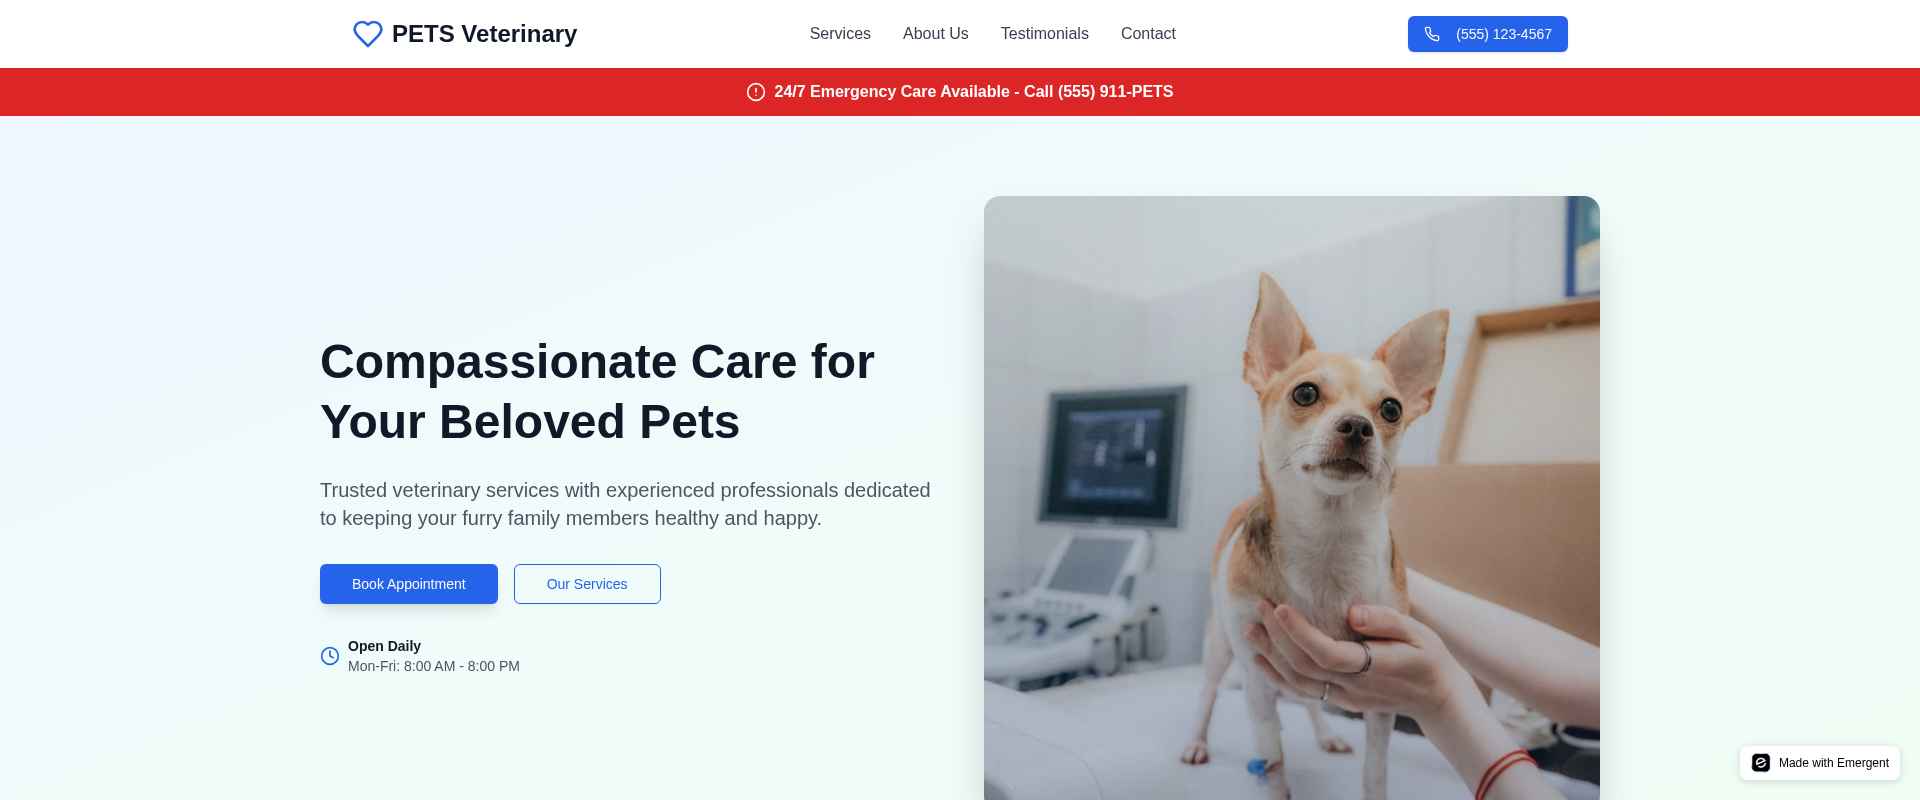 PETS Veterinary
Services
About Us
Testimonials
Contact
(555) 123-4567
24/7 Emergency Care Available - Call (555) 911-PETS
Compassionate Care for
Your Beloved Pets
Trusted veterinary services with experienced professionals dedicated
to keeping your furry family members healthy and happy.
Book Appointment
Our Services
Open Daily
Mon-Fri: 8:00 AM - 8:00 PM
Made with Emergent